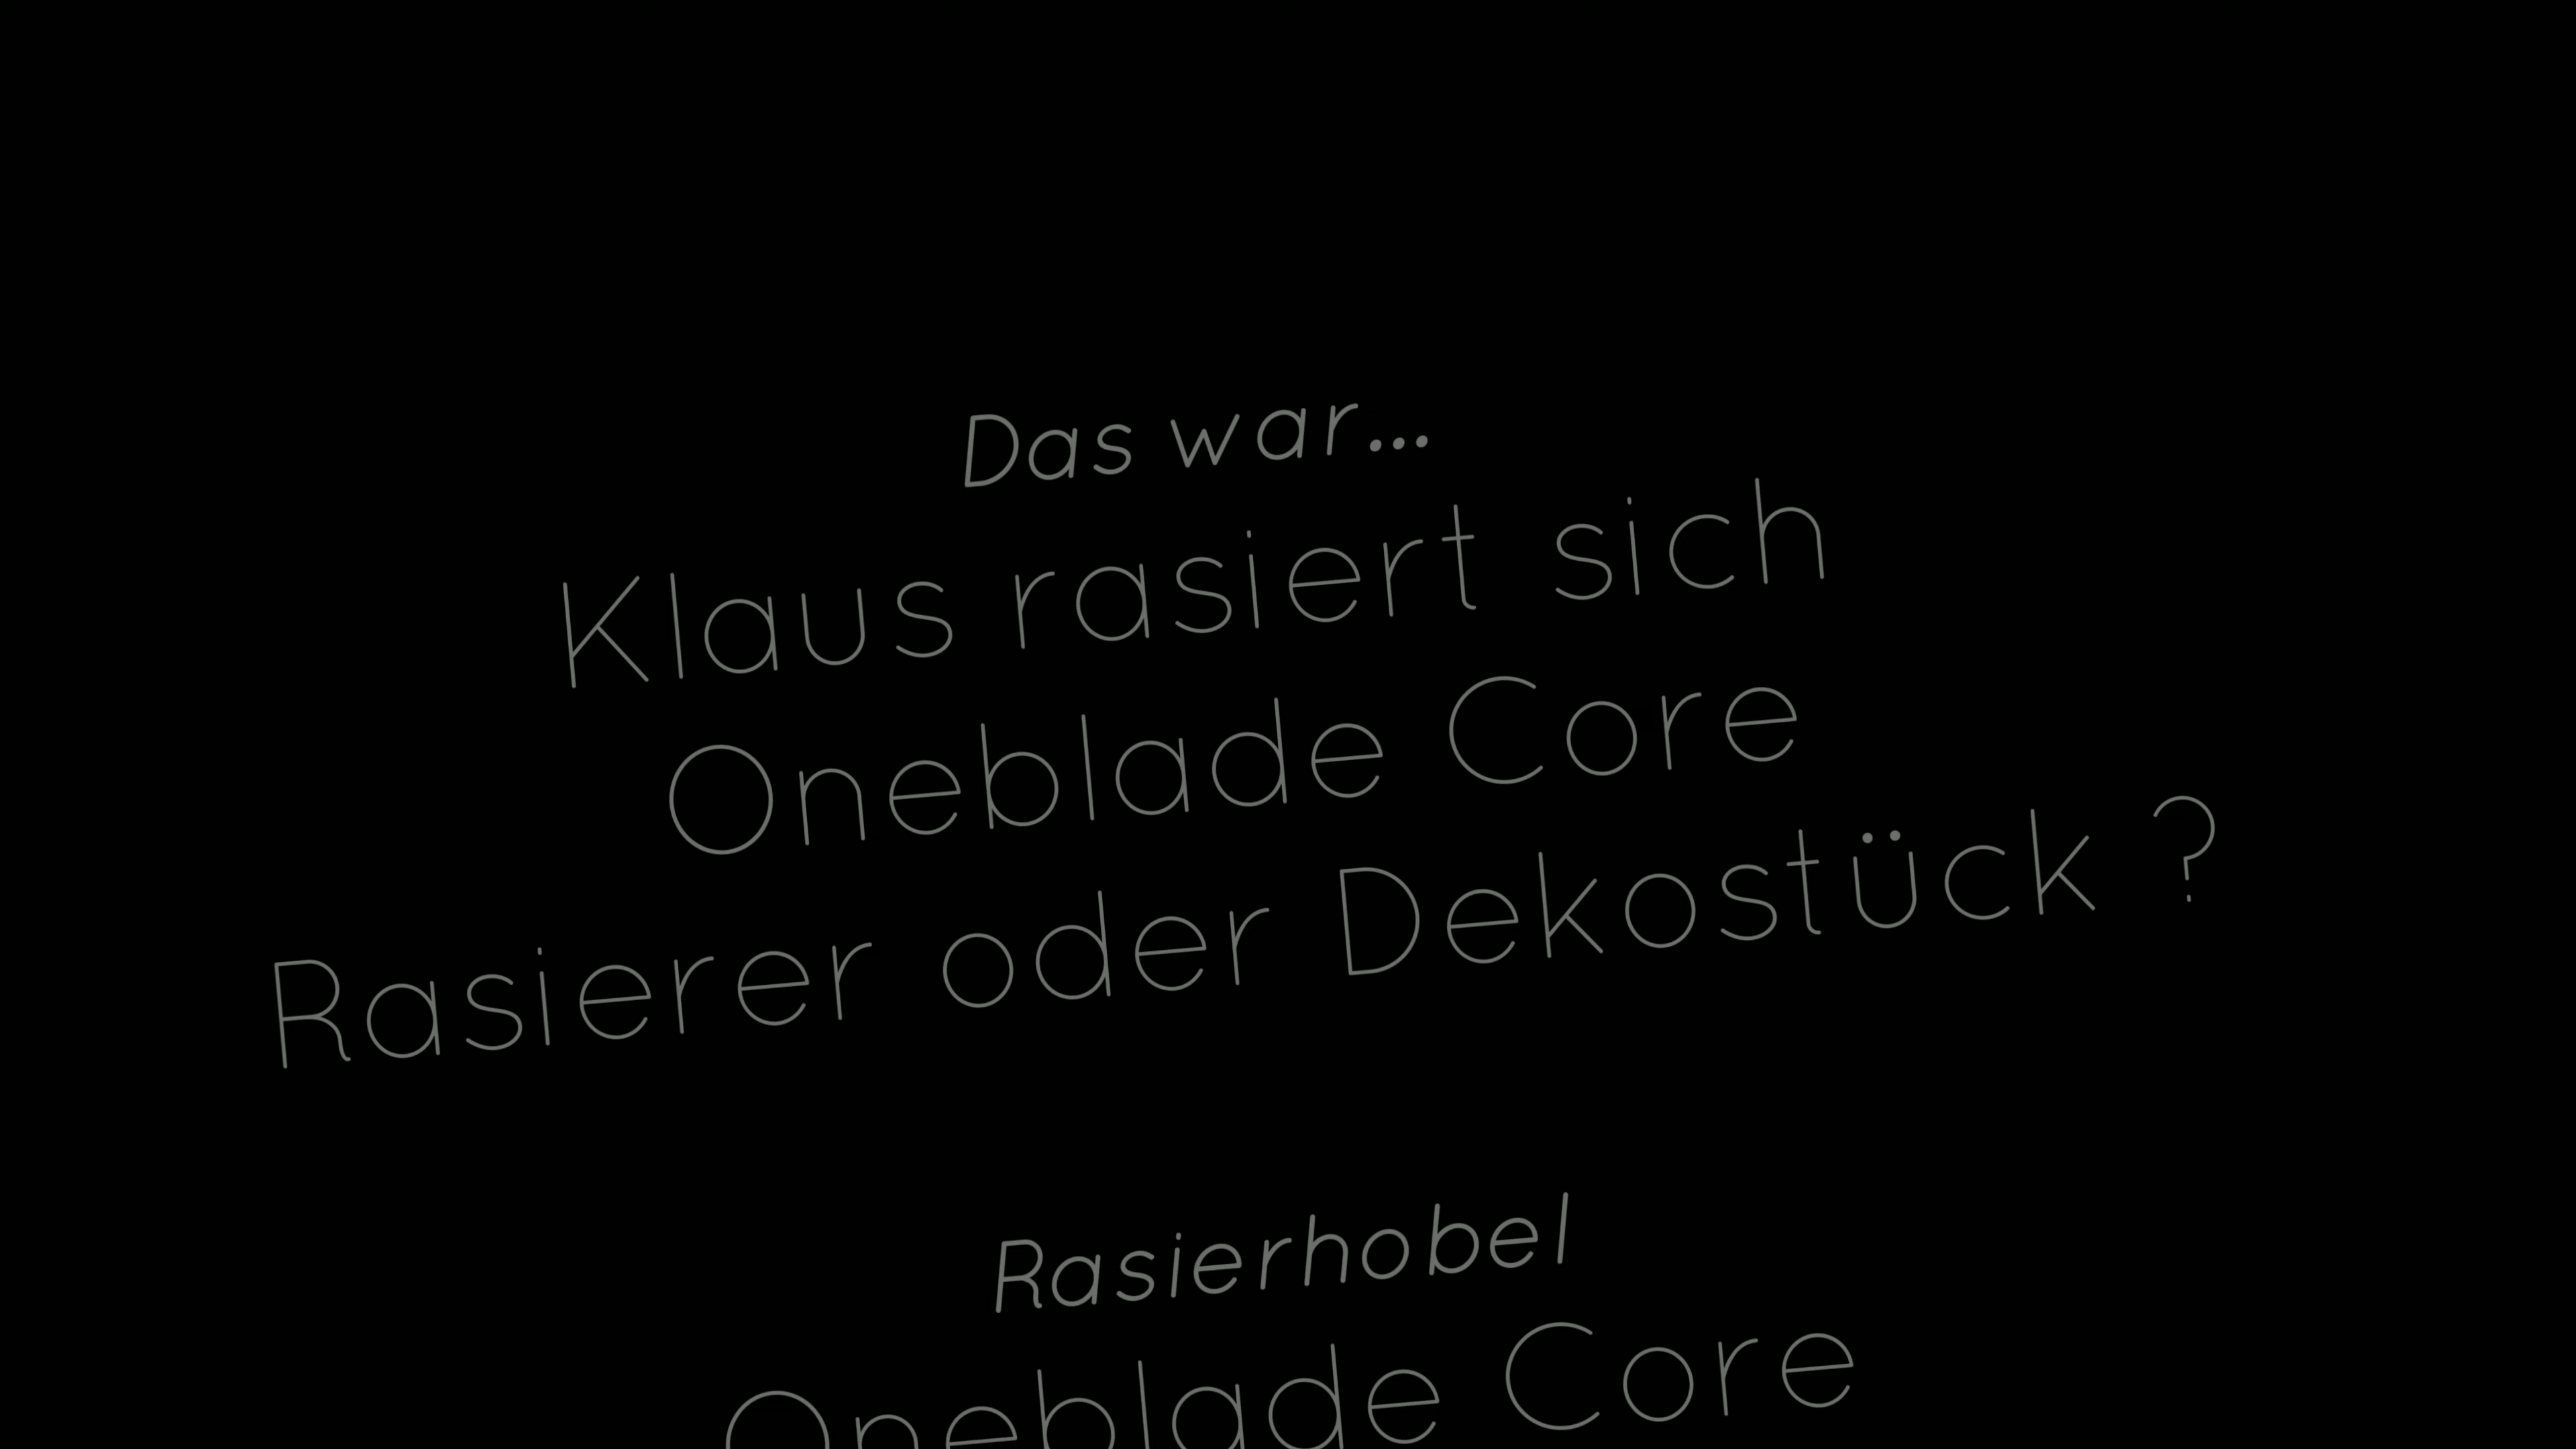 Das war...
Klaus rasiert sich
Oneblade Core
Rasierer oder Dekostück ?
Rasierhobel
Oneblade Core